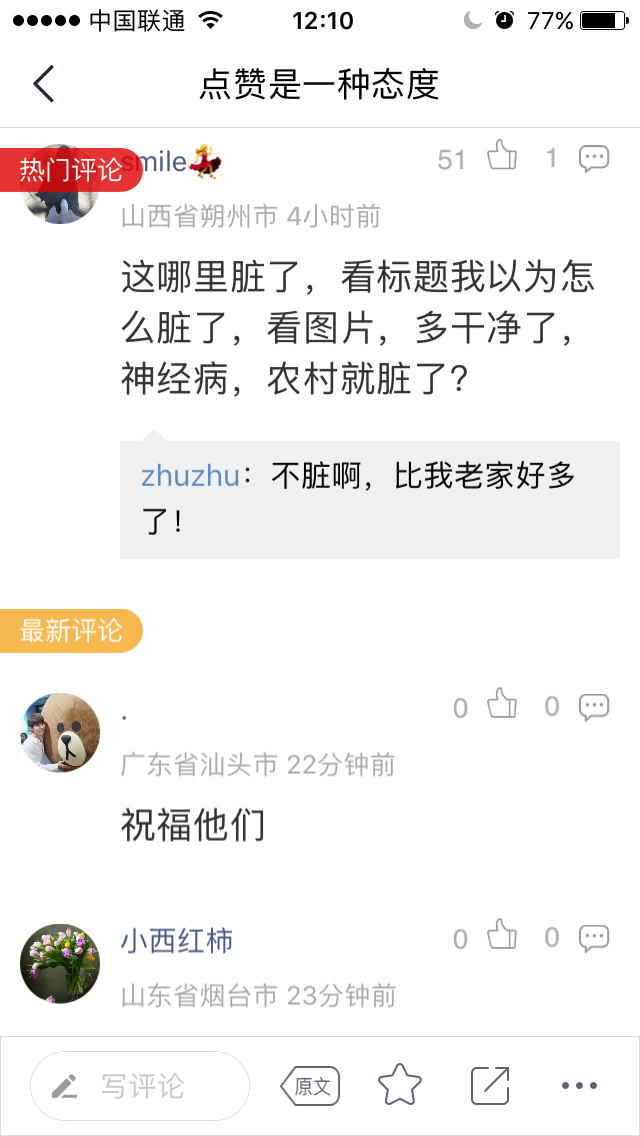 中国联通 12:10 77%
点赞是一种态度
热门评论
smile💃 51 1
山西省朔州市 4小时前
这哪里脏了，看标题我以为怎
么脏了，看图片，多干净了，
神经病，农村就脏了？
zhuzhu：不脏啊，比我老家好多
了！
最新评论
. 0 0
广东省汕头市 22分钟前
祝福他们
小西红柿 0 0
山东省烟台市 23分钟前
写评论 原文